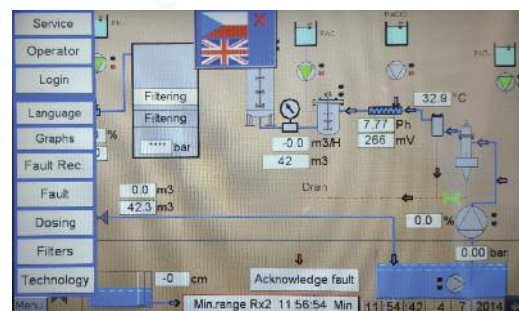 Service
Operator
Login
Language
Graphs
Fault Rec.
Fault
Dosing
Filters
Technology
Menu
PAC
Filtering
Filtering
**** bar
%
-0.0 m3/H
42 m3
7.77 Ph
266 mV
32.9 °C
Drain
0.0 m3
42.3 m3
0.0 %
0.00 bar
-0 cm
Acknowledge fault
Min.range Rx2 11:56:54 Min.
11 54 42 4 7 2014